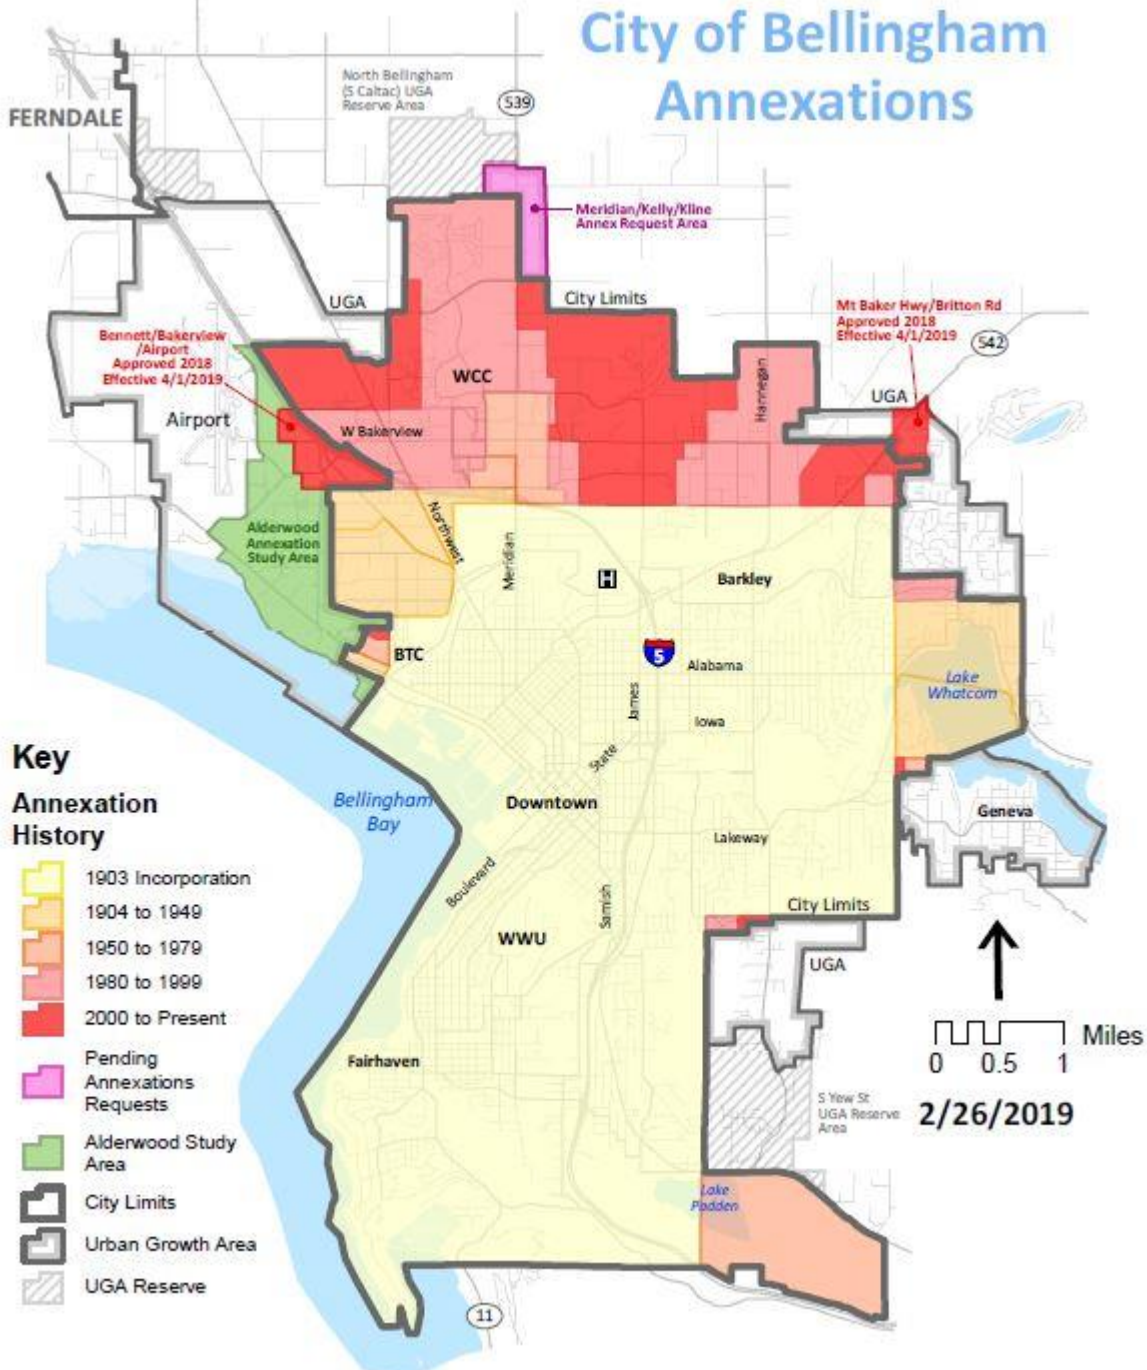 City of Bellingham
Annexations
North Bellingham
(S Caltac) UGA
Reserve Area
539
FERNDALE
Meridian/Kelly/Kline
Annex Request Area
UGA
City Limits
Mt Baker Hwy/Britton Rd
Approved 2018
Effective 4/1/2019
542
Bennett/Bakerview
/Airport
Approved 2018
Effective 4/1/2019
WCC
Hannegan
UGA
Airport
W Bakerview
Alderwood
Annexation
Study Area
Northwest
Meridian
H
Barkley
BTC
5
Alabama
Lake
Whatcom
James
Iowa
State
Key
Annexation
History
Bellingham
Bay
Downtown
Geneva
Lakeway
1903 Incorporation
Boulevard
Samish
City Limits
1904 to 1949
WWU
1950 to 1979
UGA
1980 to 1999
2000 to Present
Miles
0 0.5 1
Fairhaven
Pending
Annexations
Requests
S Yew St
UGA Reserve
Area
2/26/2019
Alderwood Study
Area
City Limits
Lake
Padden
Urban Growth Area
UGA Reserve
11